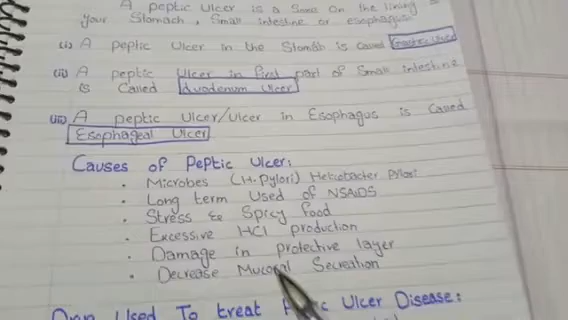 A peptic Ulcer is a Sore on the lining of
your Stomach, Small intestine or esophagus.
(i) A peptic Ulcer in the Stomach is Called Gastric Ulcer
(ii) A peptic Ulcer in first part of Small intestine
is Called duodenum Ulcer
(iii) A peptic Ulcer/Ulcer in Esophagus is Called
Esophageal Ulcer
Causes of Peptic Ulcer:
• Microbes (H. Pylori) Helicobacter Pylori
• Long term Used of NSAIDS
• Stress & Spicy food
• Excessive HCl production
• Damage in protective layer
• Decrease Mucosal Secreation
Used To treat Ulcer Disease: